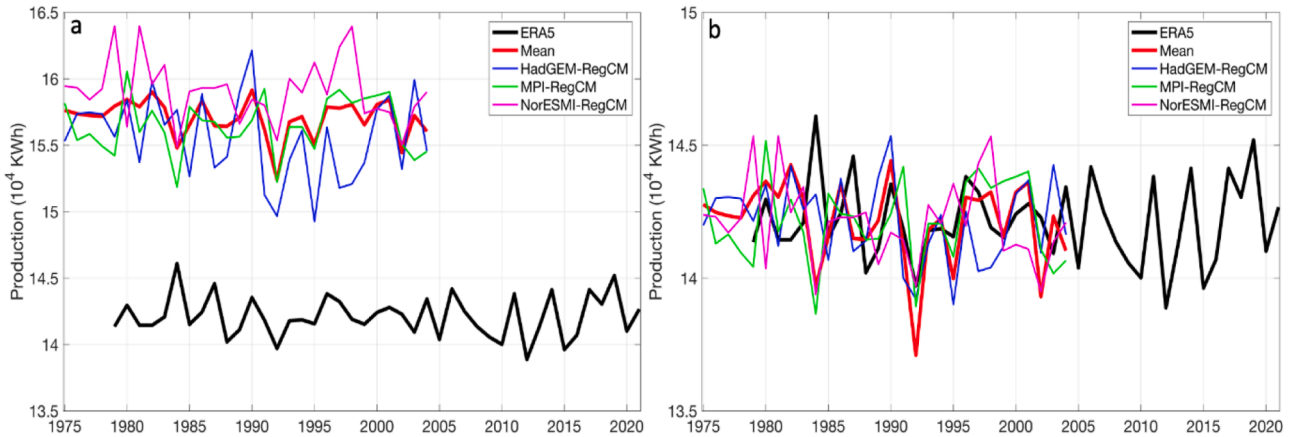 a
16.5
16
15.5
15
14.5
14
13.5
Production (10⁴ KWh)
1975 1980 1985 1990 1995 2000 2005 2010 2015 2020
ERA5
Mean
HadGEM-RegCM
MPI-RegCM
NorESMI-RegCM
b
15
14.5
14
13.5
Production (10⁴ KWh)
1975 1980 1985 1990 1995 2000 2005 2010 2015 2020
ERA5
Mean
HadGEM-RegCM
MPI-RegCM
NorESMI-RegCM